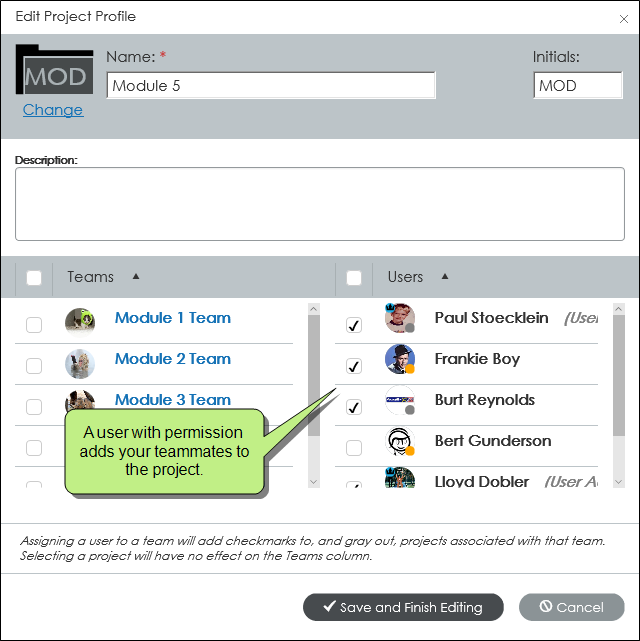 Edit Project Profile
MOD
Change
Name: *
Module 5
Initials:
MOD
Description:
Teams
Users
Module 1 Team
Module 2 Team
Module 3 Team
Paul Stoecklein (User
Frankie Boy
Burt Reynolds
Bert Gunderson
Lloyd Dobler (User Ad
A user with permission
adds your teammates to
the project.
Assigning a user to a team will add checkmarks to, and gray out, projects associated with that team.
Selecting a project will have no effect on the Teams column.
Save and Finish Editing
Cancel